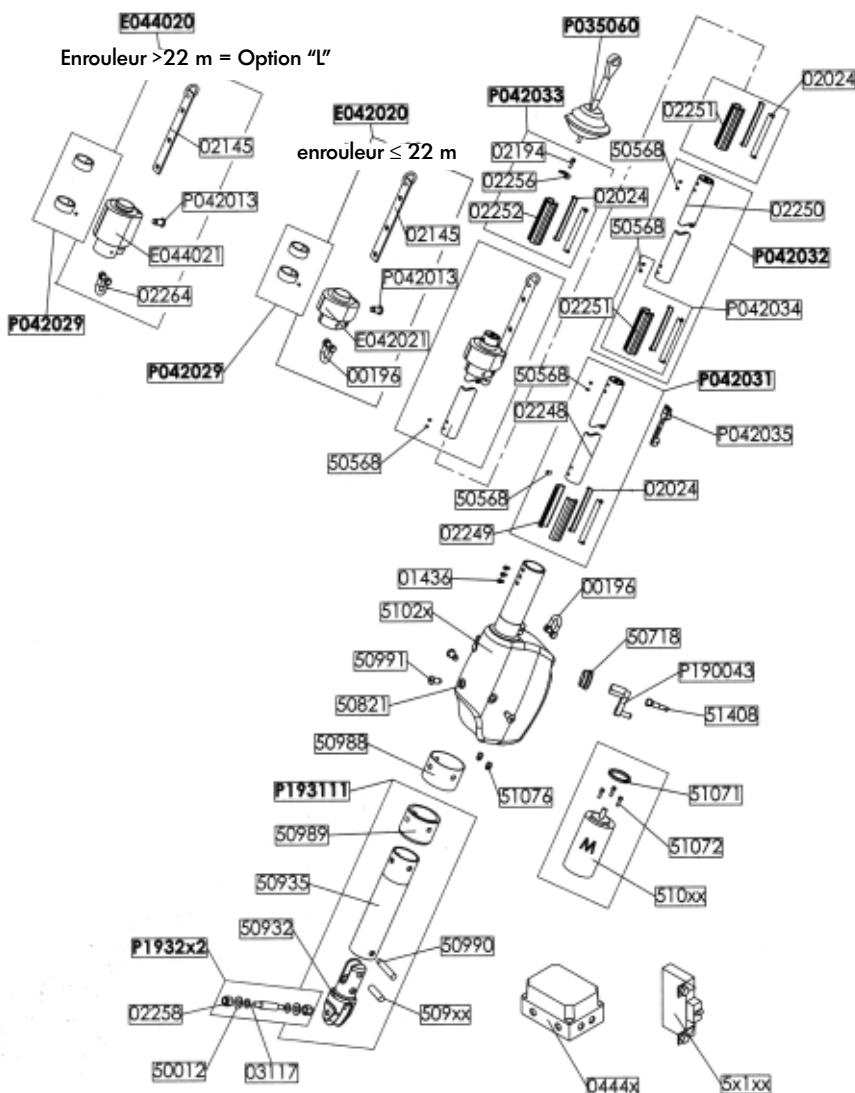 E044020
Enrouleur >22 m = Option “L”
P035060
02024
P042033
02251
E042020
02145
enrouleur ≤ 22 m
02194
50568
02256
02024
02250
P042013
02252
02145
50568
P042032
E044021
P042013
02264
02251
P042034
P042029
E042021
P042029
00196
50568
P042031
02248
P042035
50568
50568
02024
02249
01436
00196
5102x
50718
50991
P190043
50821
51408
50988
P193111
51076
51071
50989
51072
M
50935
510xx
50932
50990
P1932x2
02258
509xx
50012
03117
0444x
5x1xx